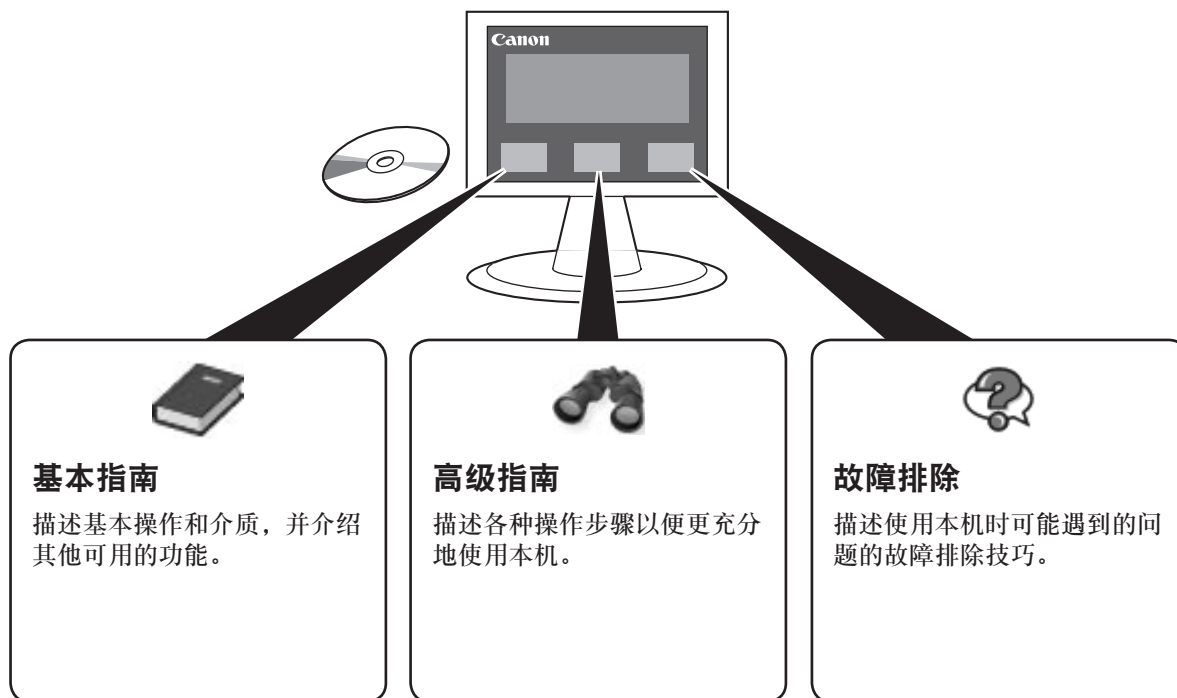 Canon
基本指南
描述基本操作和介质，并介绍
其他可用的功能。
高级指南
描述各种操作步骤以便更充分
地使用本机。
故障排除
描述使用本机时可能遇到的问
题的故障排除技巧。